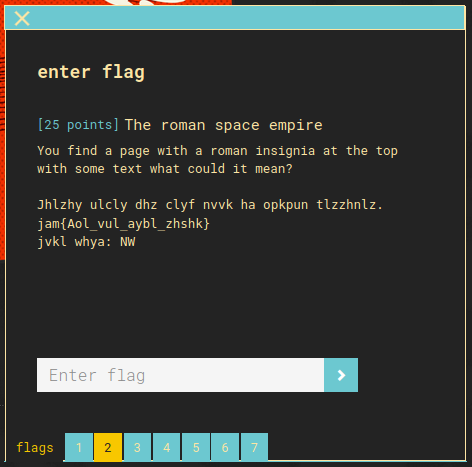 enter flag
[25 points] The roman space empire
You find a page with a roman insignia at the top
with some text what could it mean?
Jhlzhy ulcly dhz clyf nvvk ha opkpun tlzzhnlz.
jam{Aol_vul_aybl_zhshk}
jvkl whya: NW
Enter flag
flags 1 2 3 4 5 6 7